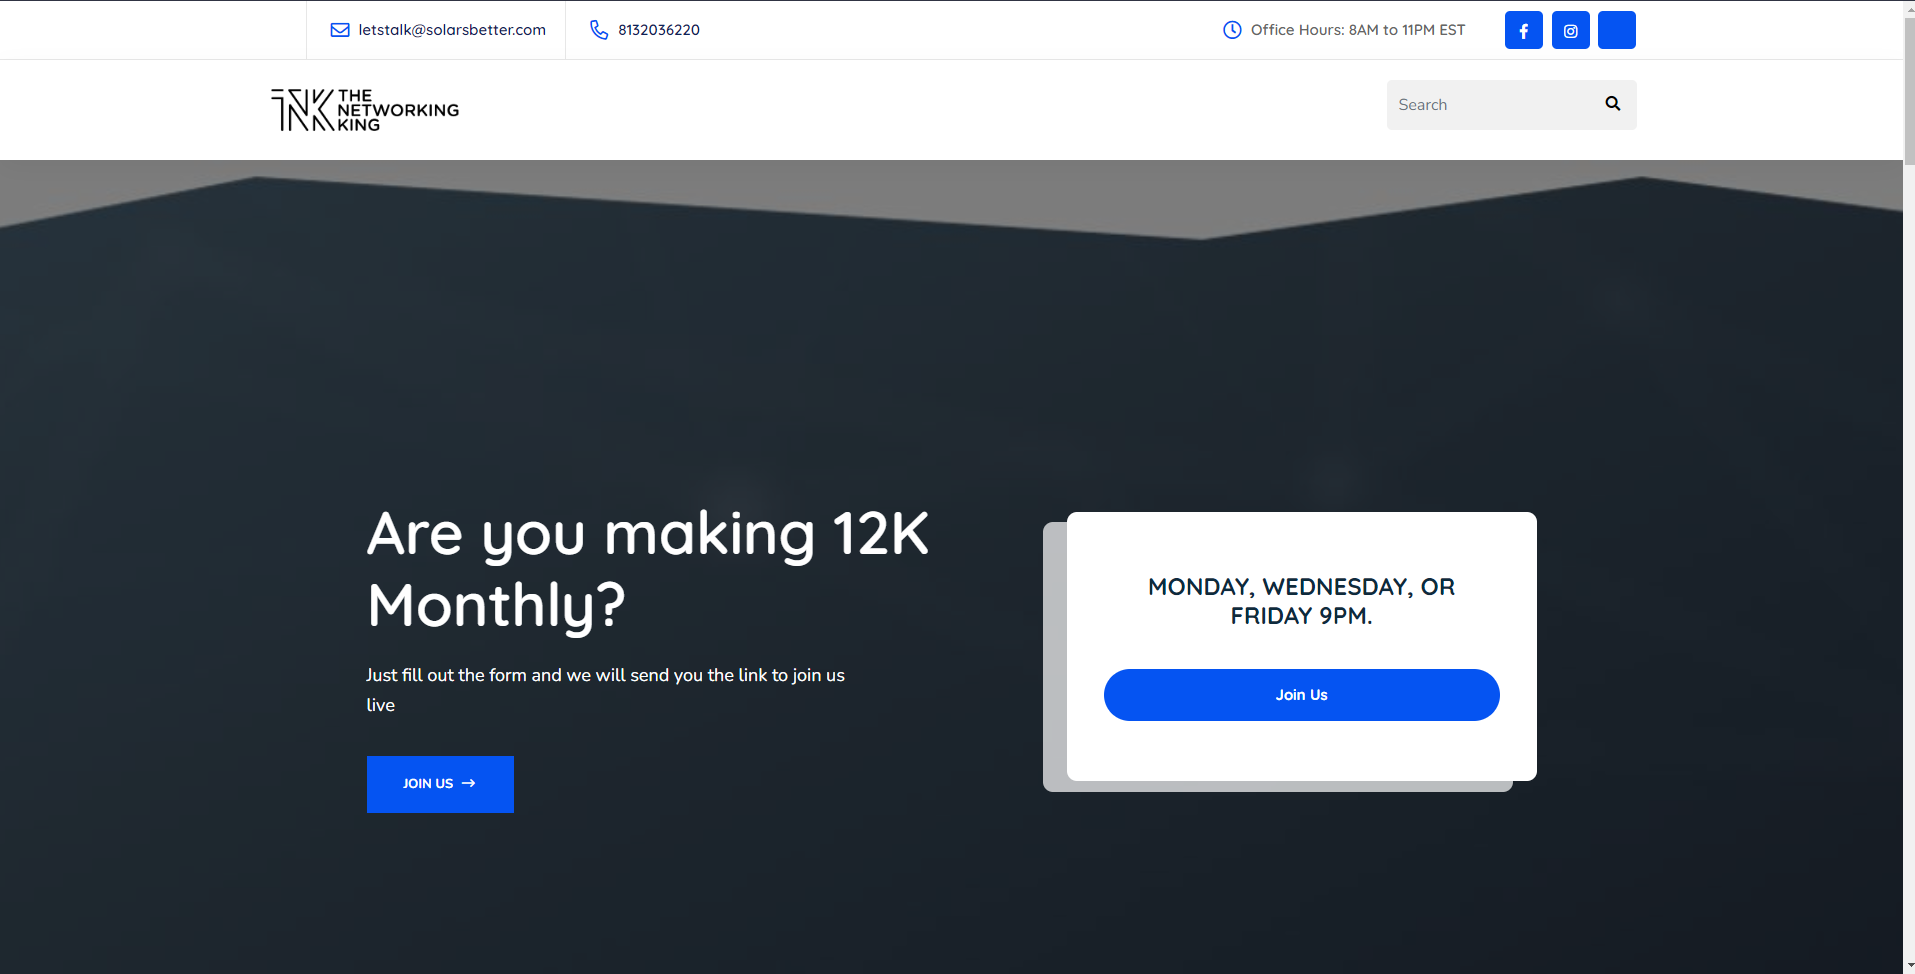 letstalk@solarsbetter.com
8132036220
Office Hours: 8AM to 11PM EST
TNK
THE
NETWORKING
KING
Search
Are you making 12K
Monthly?
Just fill out the form and we will send you the link to join us
live
JOIN US
MONDAY, WEDNESDAY, OR
FRIDAY 9PM.
Join Us